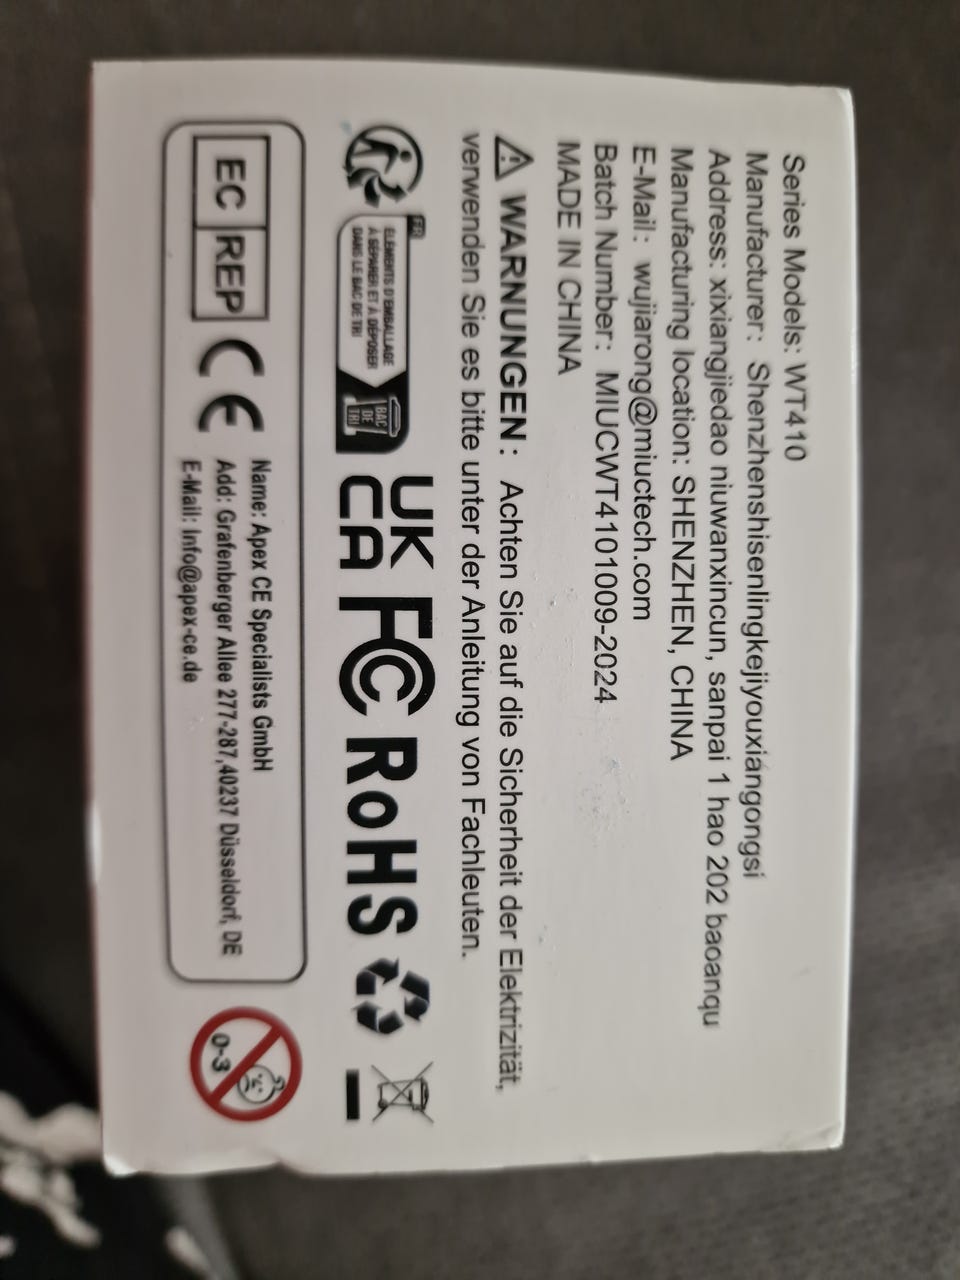 Series Models: WT410
Manufacturer: Shenzhenshisenlingkejiyouxiangongsi
Address: xixiangjiedao niuwanxincun, sanpai 1 hao 202 baoanqu
Manufacturing location: SHENZHEN, CHINA
E-Mail: wujiarong@miuctech.com
Batch Number: MIUCWT4101009-2024
MADE IN CHINA
⚠ WARNUNGEN: Achten Sie auf die Sicherheit der Elektrizität,
verwenden Sie es bitte unter der Anleitung von Fachleuten.
FR
ÉLÉMENTS D'EMBALLAGE
À SÉPARER ET À DÉPOSER
DANS LE BAC DE TRI
BAC
DE
TRI
UK
CA
FC
RoHS
EC REP
CE
Name: Apex CE Specialists GmbH
Add: Grafenberger Allee 277-287,40237 Düsseldorf, DE
E-Mail: Info@apex-ce.de
0-3